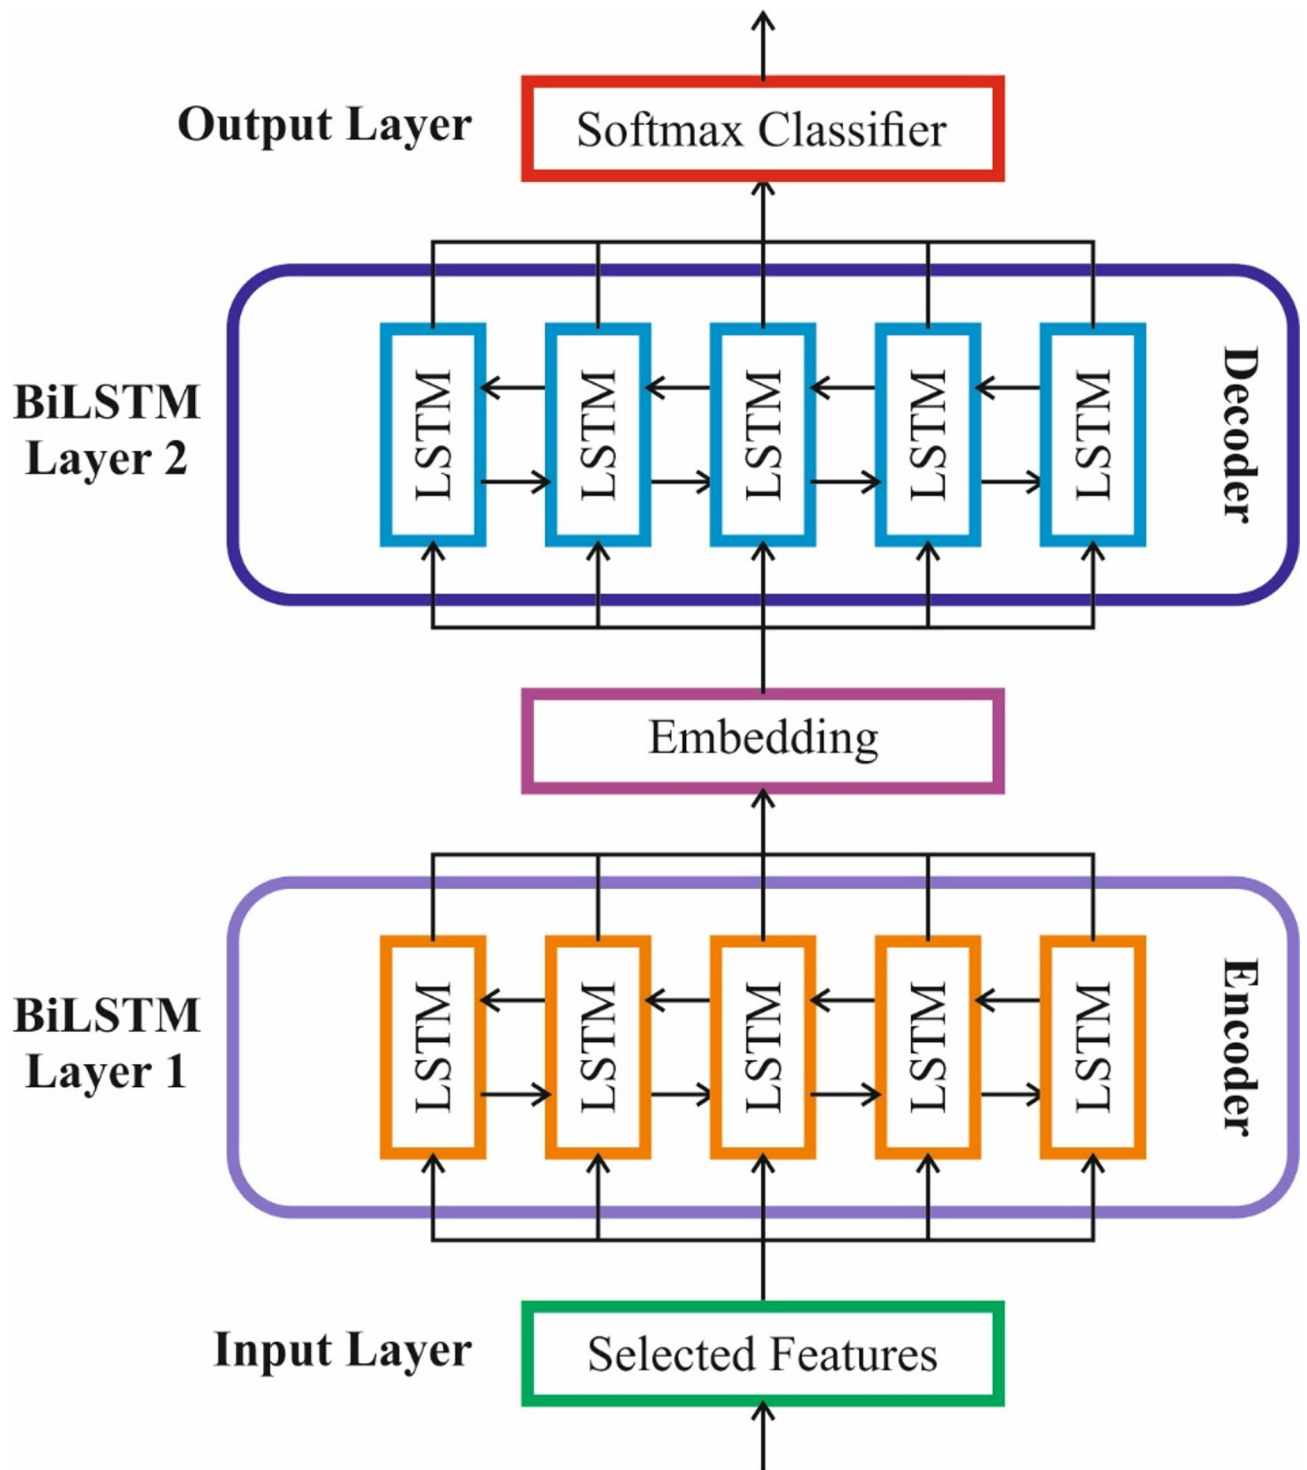 Output Layer
Softmax Classifier
BiLSTM
Layer 2
LSTM
LSTM
LSTM
LSTM
LSTM
Decoder
Embedding
BiLSTM
Layer 1
LSTM
LSTM
LSTM
LSTM
LSTM
Encoder
Input Layer
Selected Features